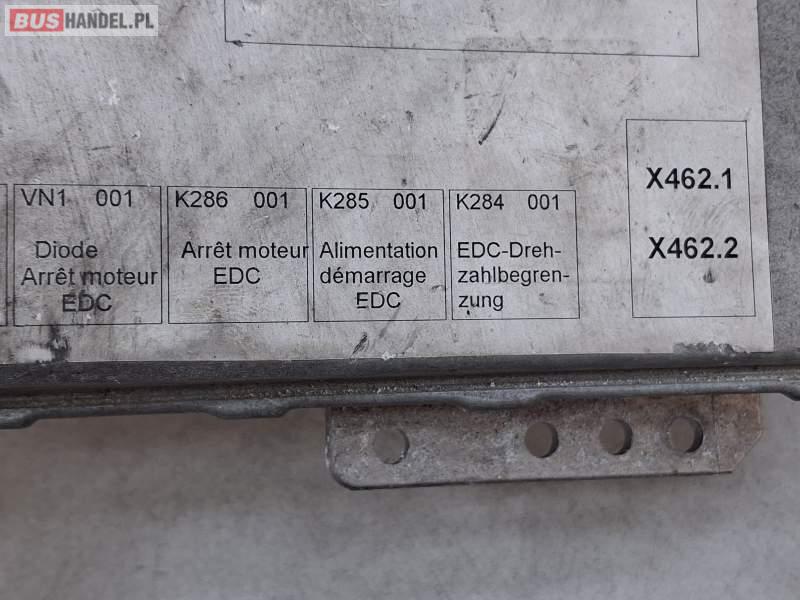 BUSHANDEL.PL
VN1 001
Diode
Arrêt moteur
EDC
K286 001
Arrêt moteur
EDC
K285 001
Alimentation
démarrage
EDC
K284 001
EDC-Dreh-
zahlbegren-
zung
X462.1
X462.2